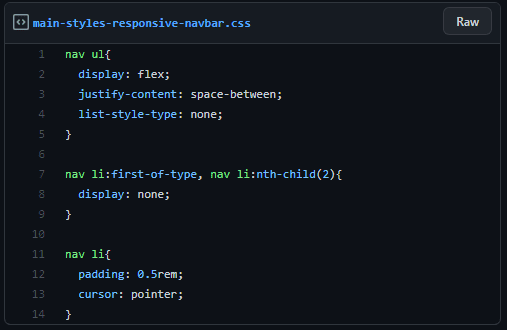 main-styles-responsive-navbar.css
Raw
1 nav ul{
2   display: flex;
3   justify-content: space-between;
4   list-style-type: none;
5 }
6
7 nav li:first-of-type, nav li:nth-child(2){
8   display: none;
9 }
10
11 nav li{
12   padding: 0.5rem;
13   cursor: pointer;
14 }